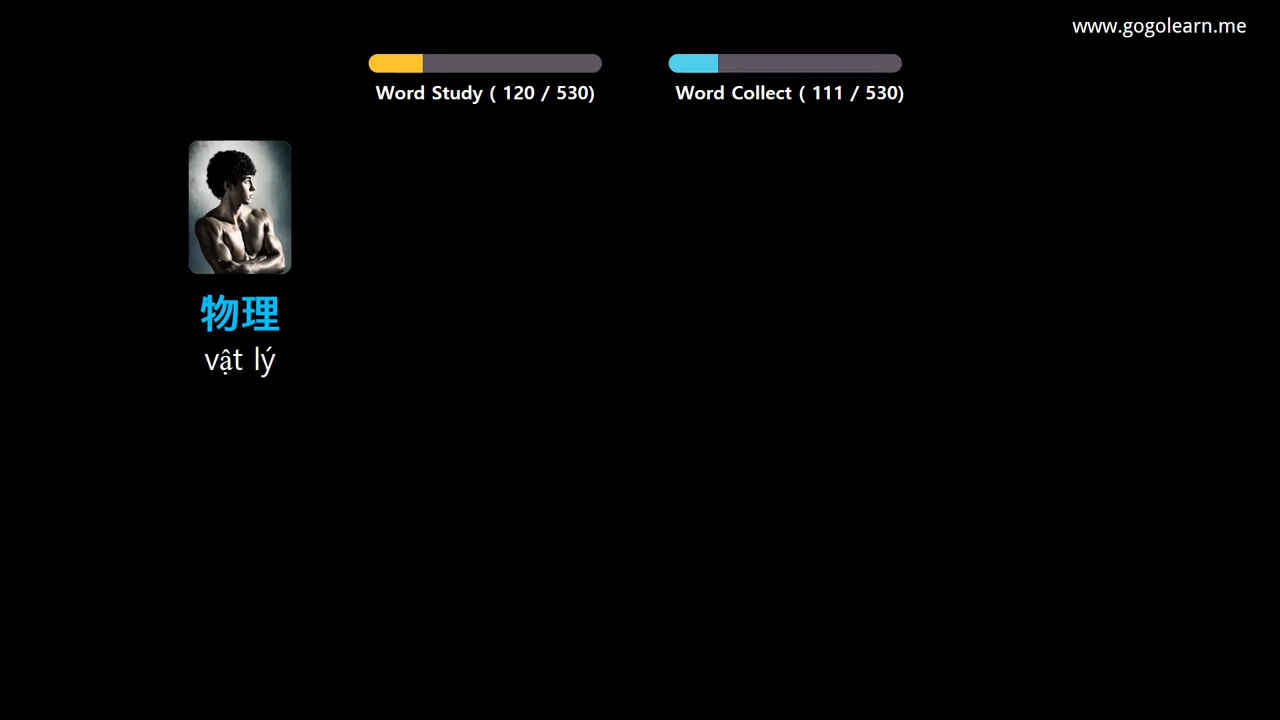 www.gogolearn.me
Word Study ( 120 / 530)
Word Collect ( 111 / 530)
物理
vật lý